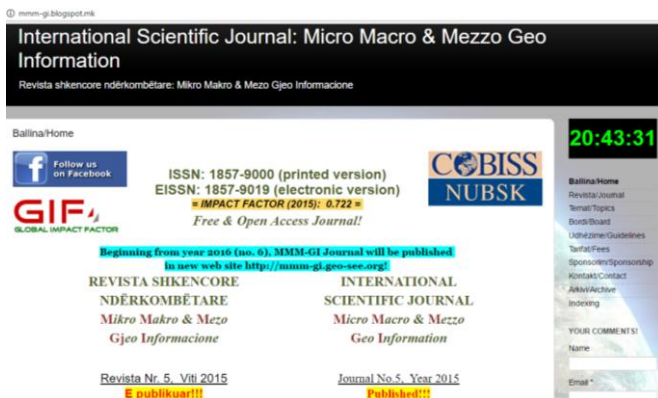 mmm-gi.blogspot.mk
International Scientific Journal: Micro Macro & Mezzo Geo
Information
Revista shkencore ndërkombëtare: Mikro Makro & Mezo Gjeo Informacione
Ballina/Home
Follow us
on Facebook
GIF
GLOBAL IMPACT FACTOR
ISSN: 1857-9000 (printed version)
EISSN: 1857-9019 (electronic version)
= IMPACT FACTOR (2015): 0.722 =
Free & Open Access Journal!
COBISS
NUBSK
Beginning from year 2016 (no. 6), MMM-GI Journal will be published
in new web site http://mmm-gi.geo-see.org!
REVISTA SHKENCORE
NDËRKOMBËTARE
Mikro Makro & Mezo
Gjeo Informacione
INTERNATIONAL
SCIENTIFIC JOURNAL
Micro Macro & Mezzo
Geo Information
Revista Nr. 5, Viti 2015
E publikuar!!!
Journal No.5, Year 2015
Published!!!
20:43:31
Ballina/Home
Revista/Journal
Temat/Topics
Bordi/Board
Udhëzime/Guidelines
Tarifat/Fees
Sponsorim/Sponsorship
Kontakt/Contact
Arkivi/Archive
Indexing
YOUR COMMENTS!
Name
Email *